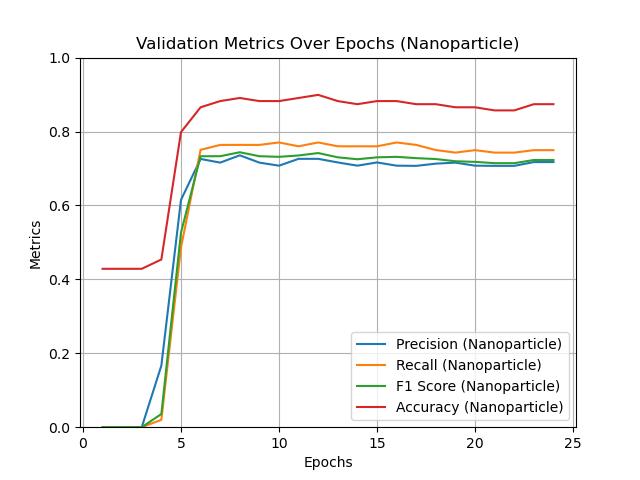 Validation Metrics Over Epochs (Nanoparticle)
1.0
0.8
0.6
0.4
0.2
0.0
Metrics
Precision (Nanoparticle)
Recall (Nanoparticle)
F1 Score (Nanoparticle)
Accuracy (Nanoparticle)
0 5 10 15 20 25
Epochs